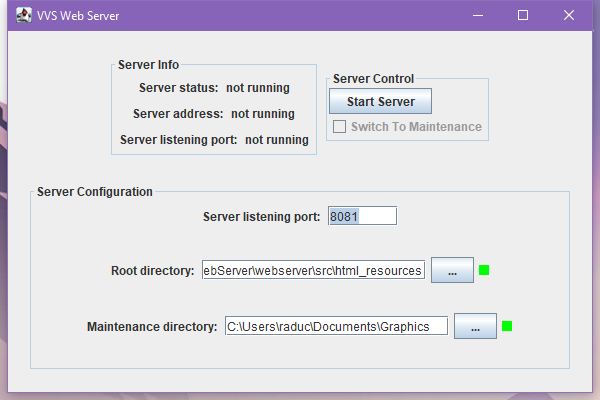 VVS Web Server
Server Info
Server status: not running
Server address: not running
Server listening port: not running
Server Control
Start Server
Switch To Maintenance
Server Configuration
Server listening port: 8081
Root directory: ebServer\webserver\src\html_resources ...
Maintenance directory: C:\Users\raduc\Documents\Graphics ...